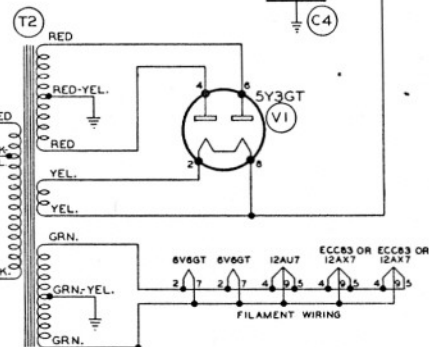 T2
C4
RED
RED-YEL.
RED
4 6
5Y3GT
V1
2 8
YEL.
YEL.
GRN.
6V6GT 6V6GT 12AU7 ECC83 OR 12AX7 ECC83 OR 12AX7
2 7 2 7 4 9 5 4 9 5 4 9 5
GRN.-YEL.
FILAMENT WIRING
GRN.